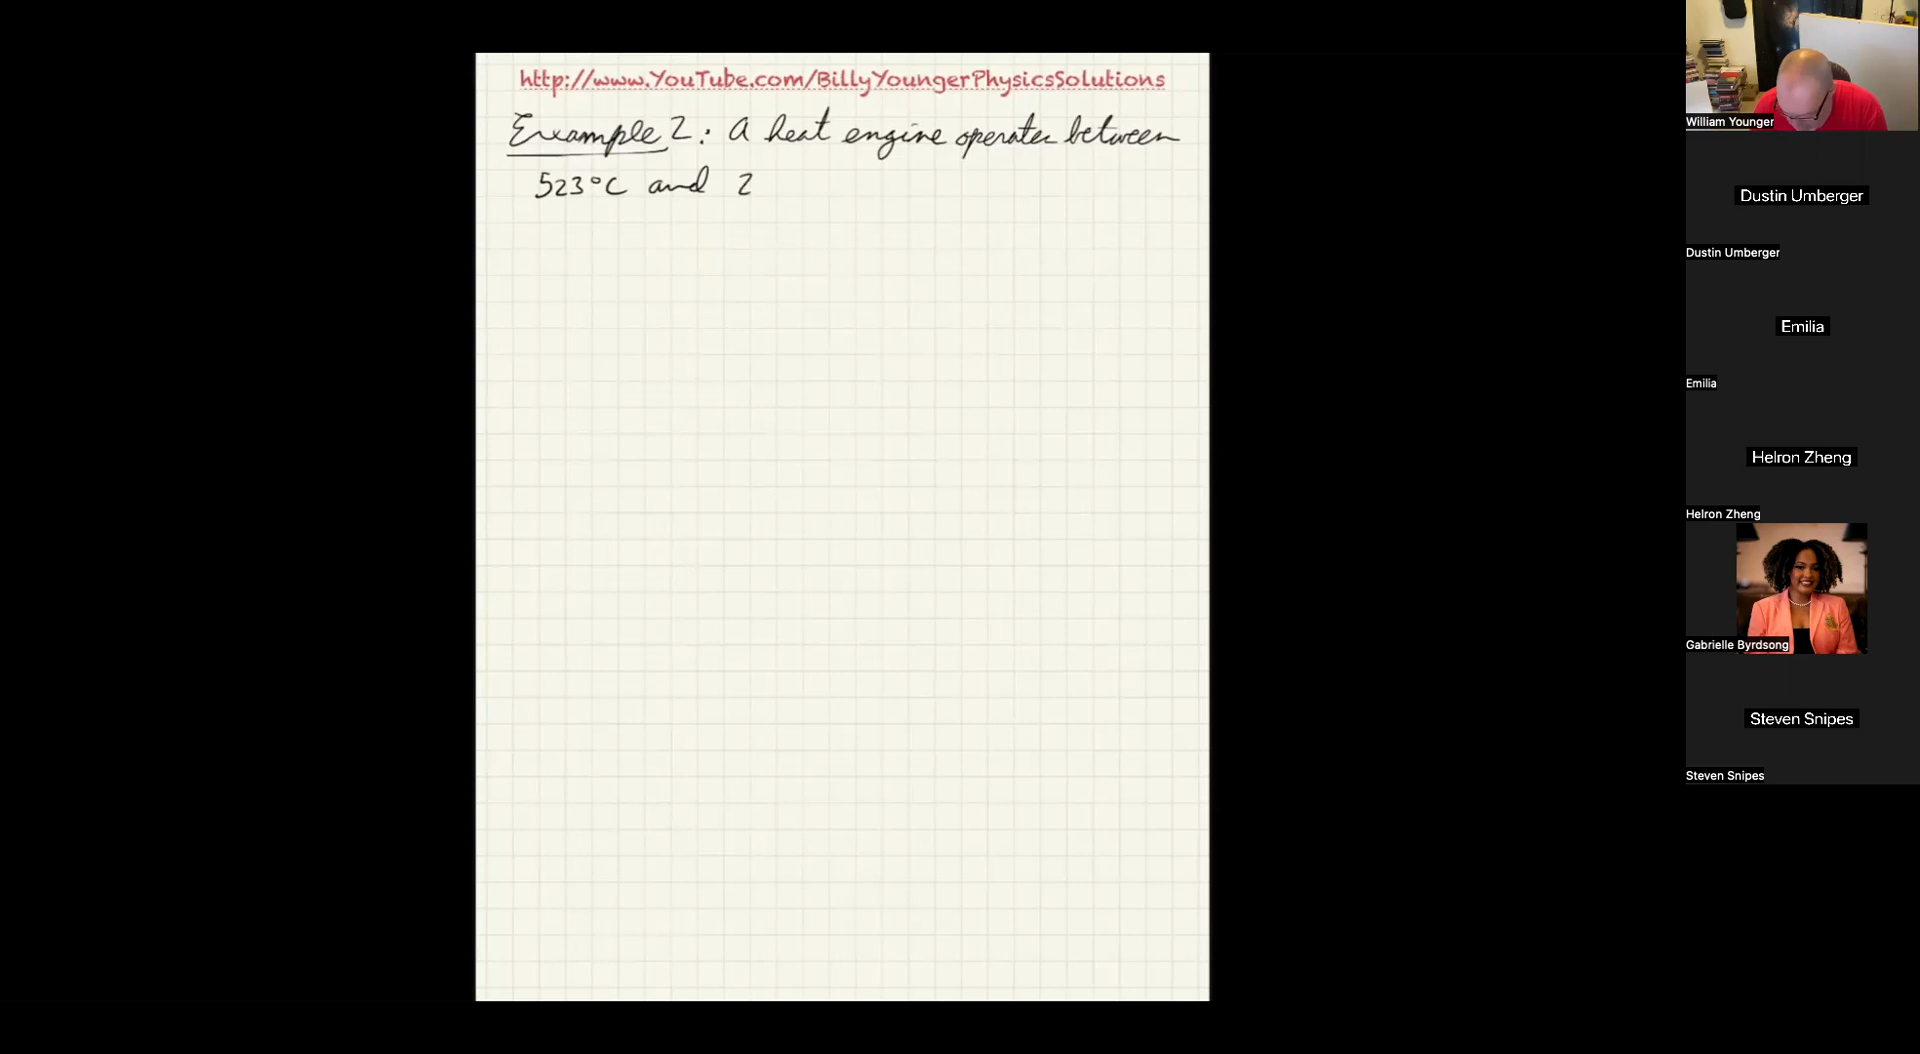 http://www.YouTube.com/BillyYoungerPhysicsSolutions
Example 2: A heat engine operates between
523°C and 2
William Younger
Dustin Umberger
Dustin Umberger
Emilia
Emilia
Helron Zheng
Helron Zheng
Gabrielle Byrdsong
Steven Snipes
Steven Snipes